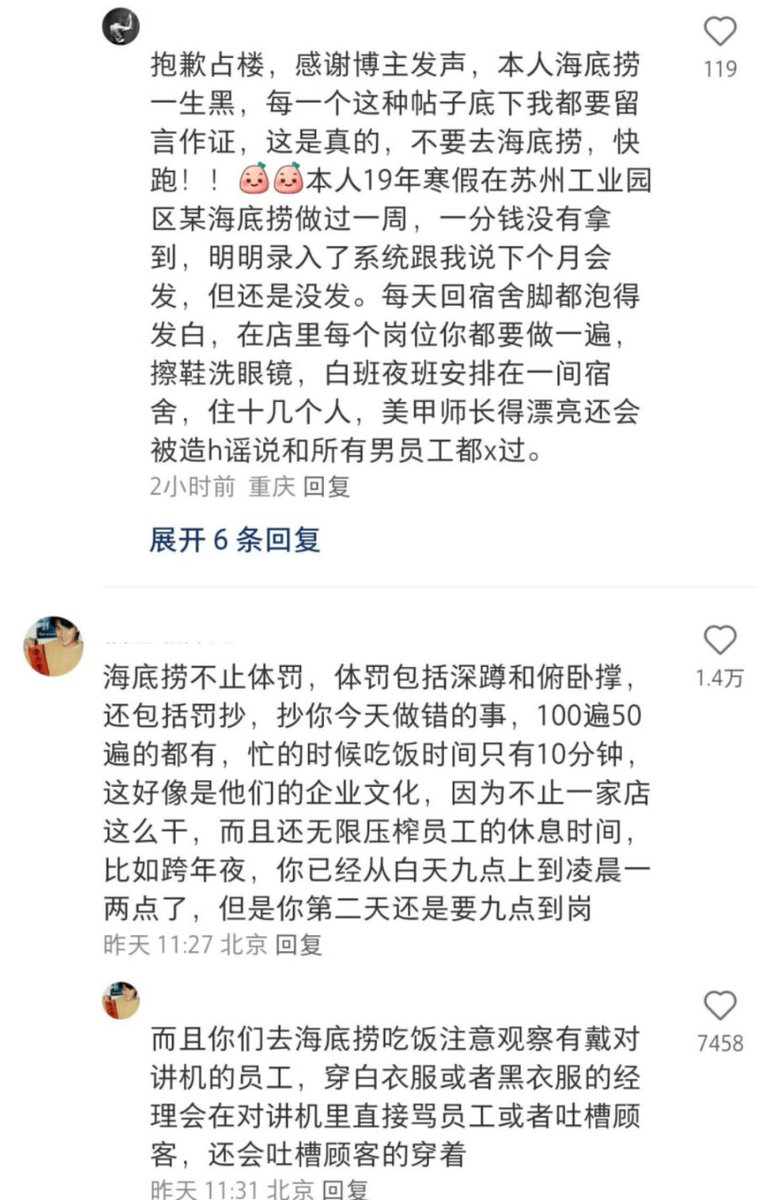 119
抱歉占楼，感谢博主发声，本人海底捞
一生黑，每一个这种帖子底下我都要留
言作证，这是真的，不要去海底捞，快
跑！！本人19年寒假在苏州工业园
区某海底捞做过一周，一分钱没有拿
到，明明录入了系统跟我说下个月会
发，但还是没发。每天回宿舍脚都泡得
发白，在店里每个岗位你都要做一遍，
擦鞋洗眼镜，白班夜班安排在一间宿
舍，住十几个人，美甲师长得漂亮还会
被造h谣说和所有男员工都x过。
2小时前 重庆 回复
展开 6 条回复
1.4万
海底捞不止体罚，体罚包括深蹲和俯卧撑，
还包括罚抄，抄你今天做错的事，100遍50
遍的都有，忙的时候吃饭时间只有10分钟，
这好像是他们的企业文化，因为不止一家店
这么干，而且还无限压榨员工的休息时间，
比如跨年夜，你已经从白天九点上到凌晨一
两点了，但是你第二天还是要九点到岗
昨天 11:27 北京 回复
7458
而且你们去海底捞吃饭注意观察有戴对
讲机的员工，穿白衣服或者黑衣服的经
理会在对讲机里直接骂员工或者吐槽顾
客，还会吐槽顾客的穿着
昨天 11:31 北京 回复